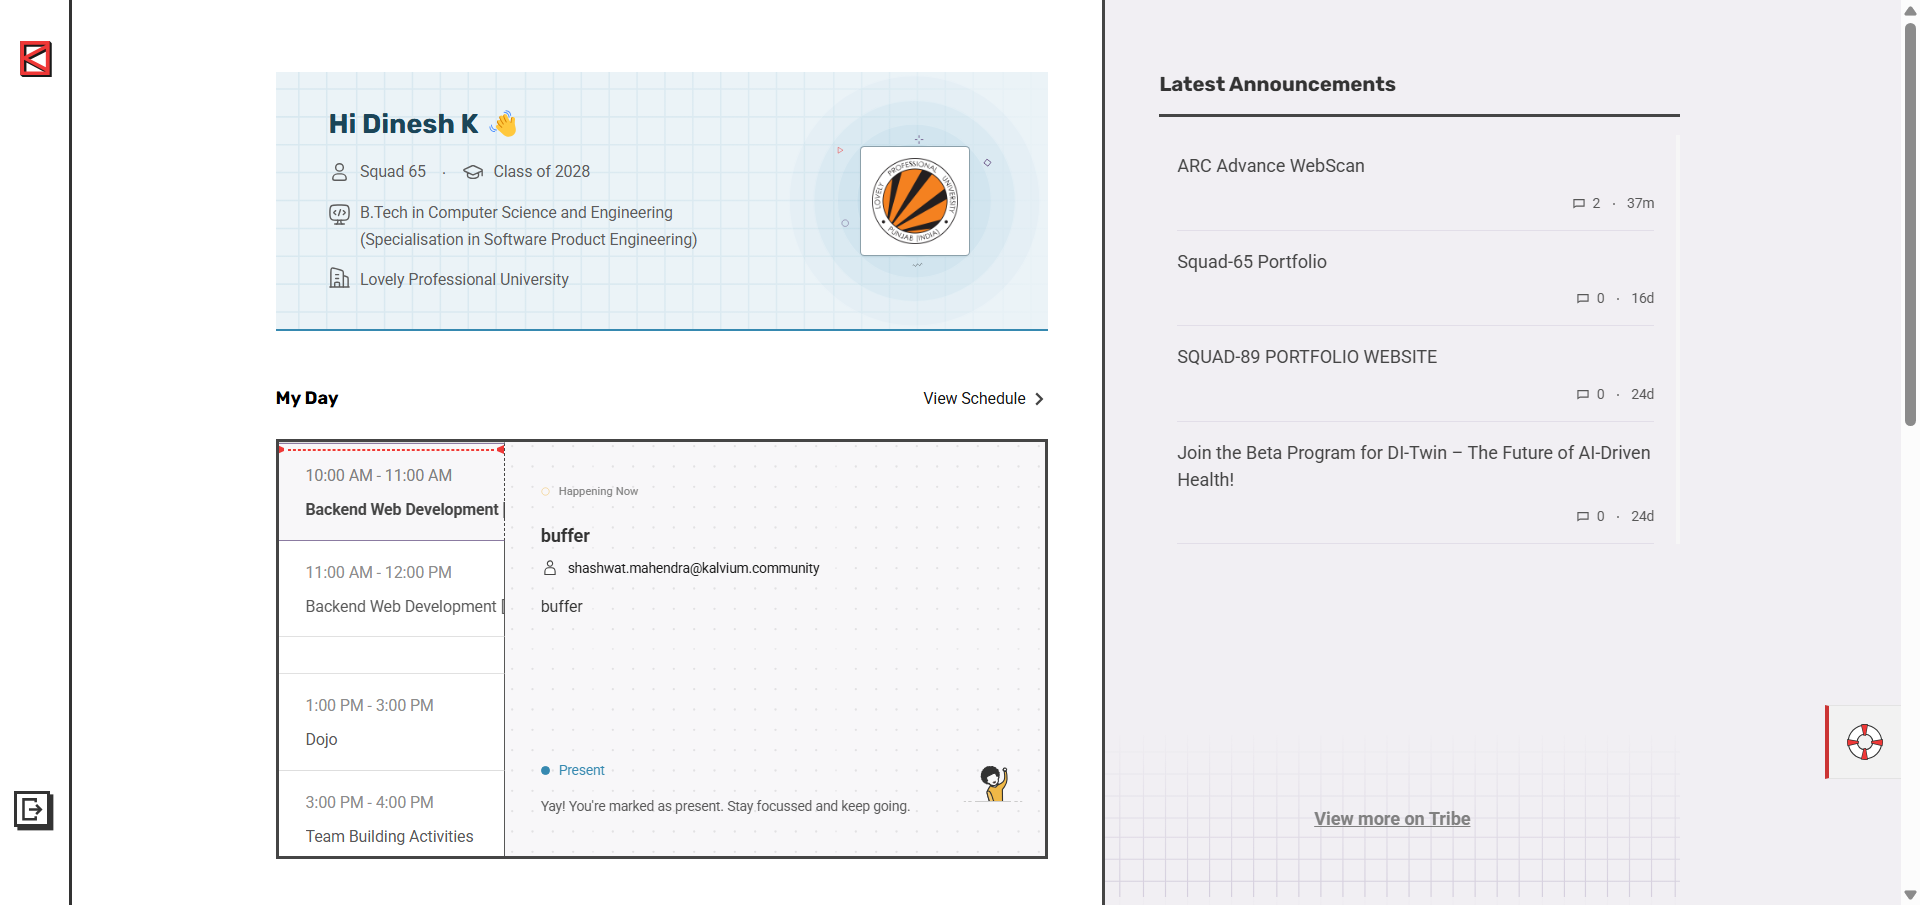 Hi Dinesh K
Squad 65 · Class of 2028
B.Tech in Computer Science and Engineering
(Specialisation in Software Product Engineering)
Lovely Professional University
LOVELY PROFESSIONAL UNIVERSITY
PUNJAB (INDIA)
My Day
View Schedule
10:00 AM - 11:00 AM
Backend Web Development [
11:00 AM - 12:00 PM
Backend Web Development [
1:00 PM - 3:00 PM
Dojo
3:00 PM - 4:00 PM
Team Building Activities
Happening Now
buffer
shashwat.mahendra@kalvium.community
buffer
Present
Yay! You're marked as present. Stay focussed and keep going.
Latest Announcements
ARC Advance WebScan
2 · 37m
Squad-65 Portfolio
0 · 16d
SQUAD-89 PORTFOLIO WEBSITE
0 · 24d
Join the Beta Program for DI-Twin – The Future of AI-Driven
Health!
0 · 24d
View more on Tribe